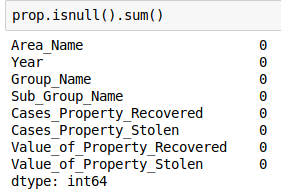 prop.isnull().sum()
Area_Name 0
Year 0
Group_Name 0
Sub_Group_Name 0
Cases_Property_Recovered 0
Cases_Property_Stolen 0
Value_of_Property_Recovered 0
Value_of_Property_Stolen 0
dtype: int64